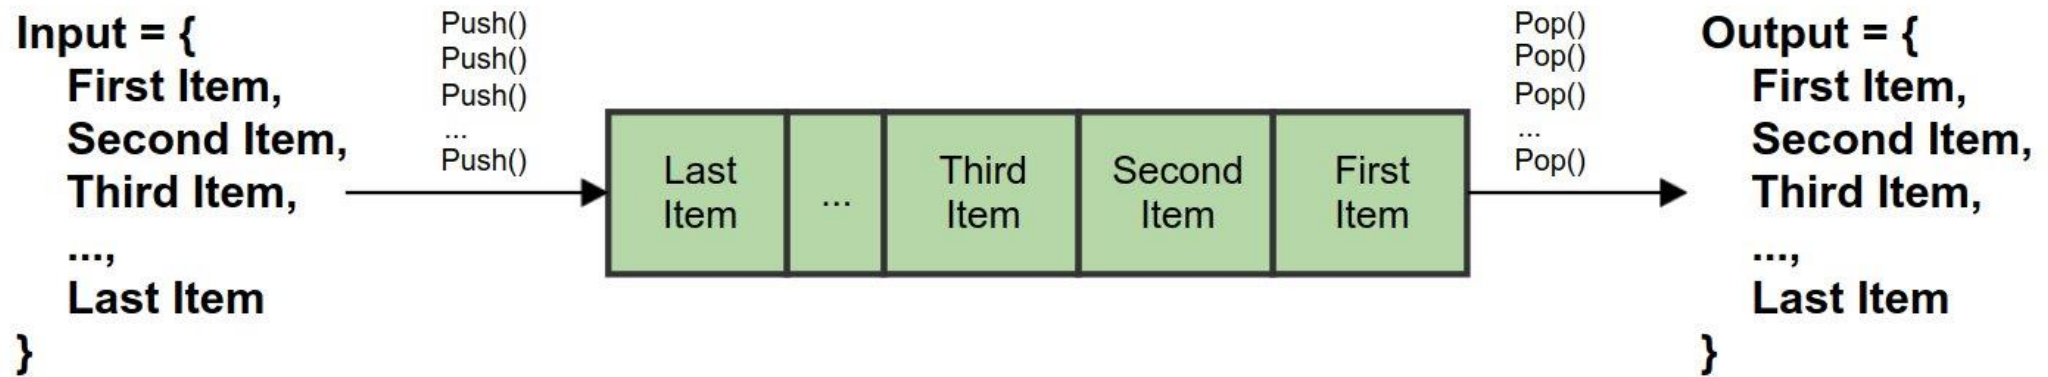 Input = {
First Item,
Second Item,
Third Item,
...,
Last Item
}
Push()
Push()
Push()
...
Push()
Last
Item
...
Third
Item
Second
Item
First
Item
Pop()
Pop()
Pop()
...
Pop()
Output = {
First Item,
Second Item,
Third Item,
...,
Last Item
}